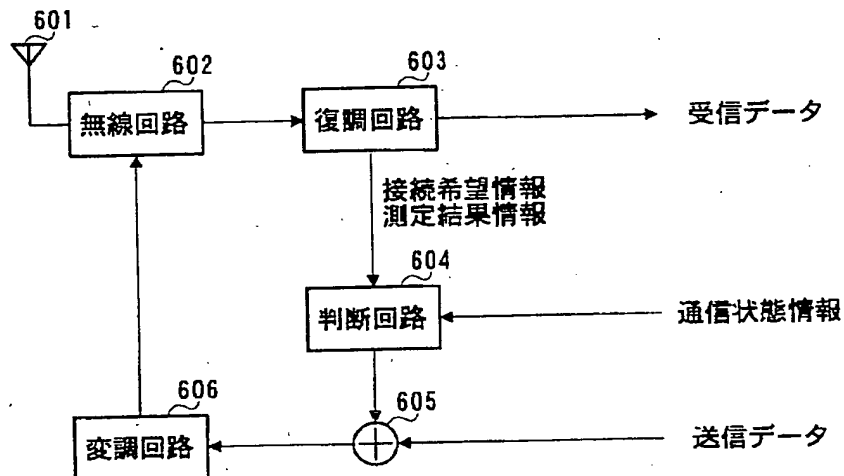 601
602
603
無線回路
復調回路
受信データ
接続希望情報
測定結果情報
604
判断回路
通信状態情報
606
605
変調回路
送信データ